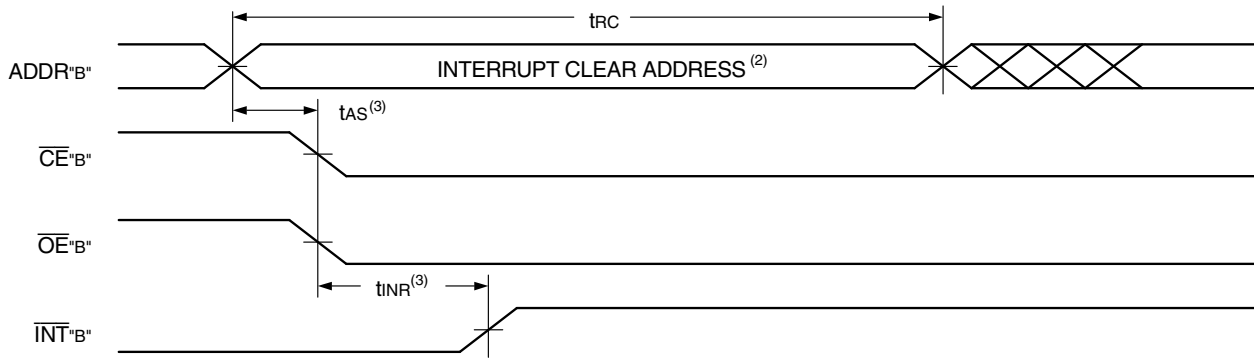 tRC
ADDR"B"
INTERRUPT CLEAR ADDRESS (2)
tAS(3)
CE"B"
OE"B"
tINR(3)
INT"B"